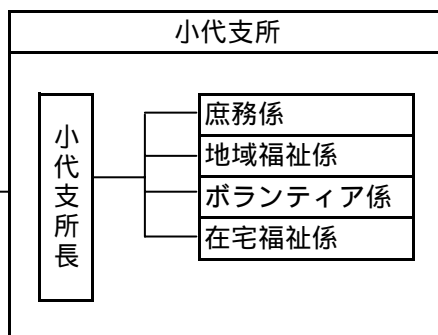 小代支所
小代支所長
庶務係
地域福祉係
ボランティア係
在宅福祉係